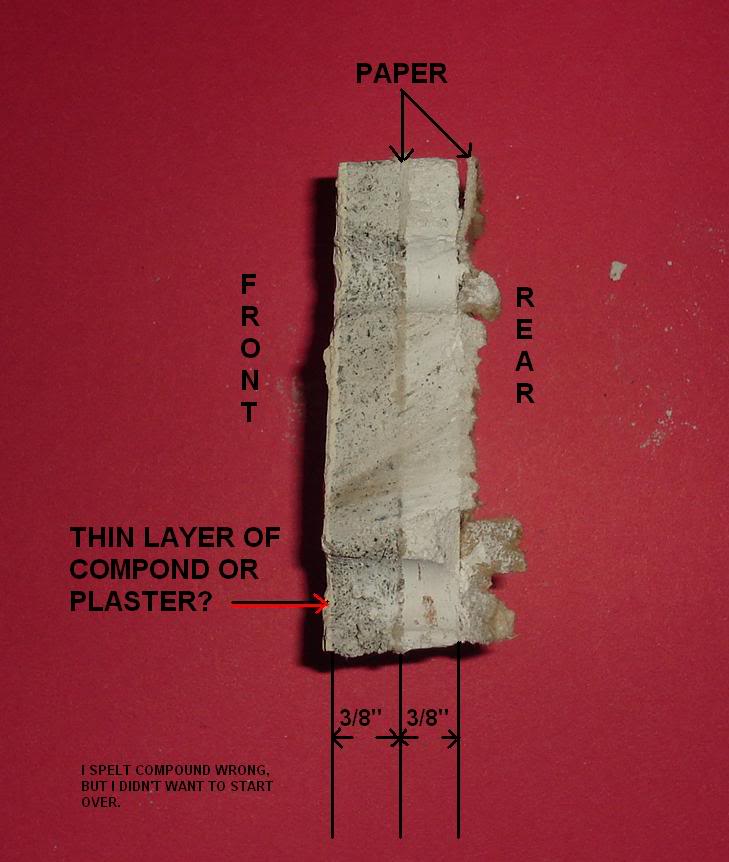 PAPER
FRONT
REAR
THIN LAYER OF
COMPOND OR
PLASTER?
3/8" 3/8"
I SPELT COMPOUND WRONG,
BUT I DIDN'T WANT TO START
OVER.